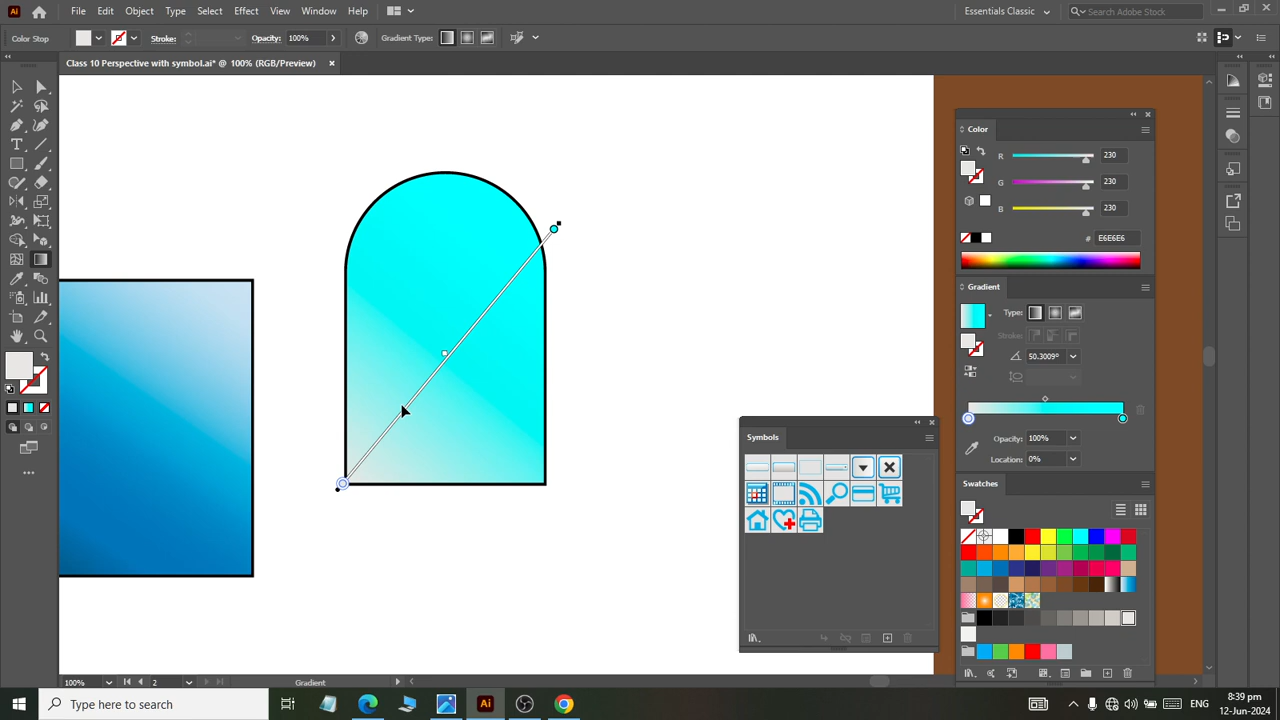 Ai File Edit Object Type Select Effect View Window Help Essentials Classic Search Adobe Stock
Color Stop Stroke: Opacity: 100% Gradient Type:
Class 10 Perspective with symbol.ai* @ 100% (RGB/Preview)
Color
R 230
G 230
B 230
# E6E6E6
Gradient
Type:
Stroke:
50.3009°
Opacity: 100%
Location: 0%
Symbols
Swatches
100% 2 Gradient
Type here to search
Ai
ENG
8:39 pm
12-Jun-2024